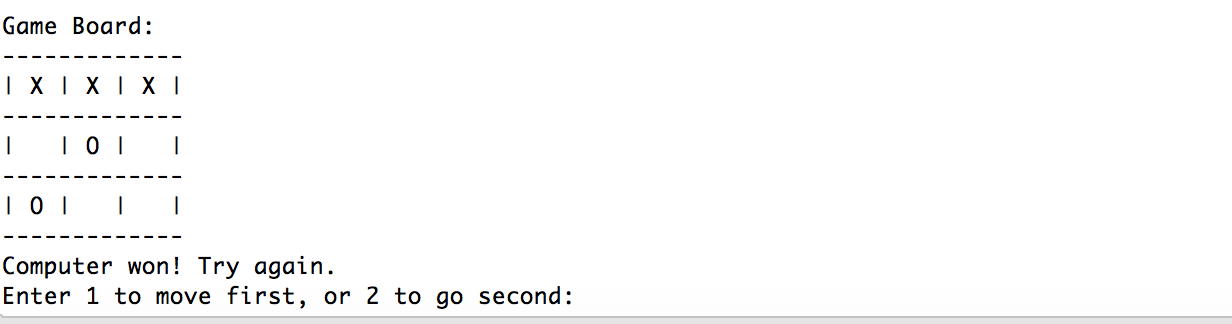 Game Board:
-------------
| X | X | X |
-------------
|   | O |   |
-------------
| O |   |   |
-------------
Computer won! Try again.
Enter 1 to move first, or 2 to go second: